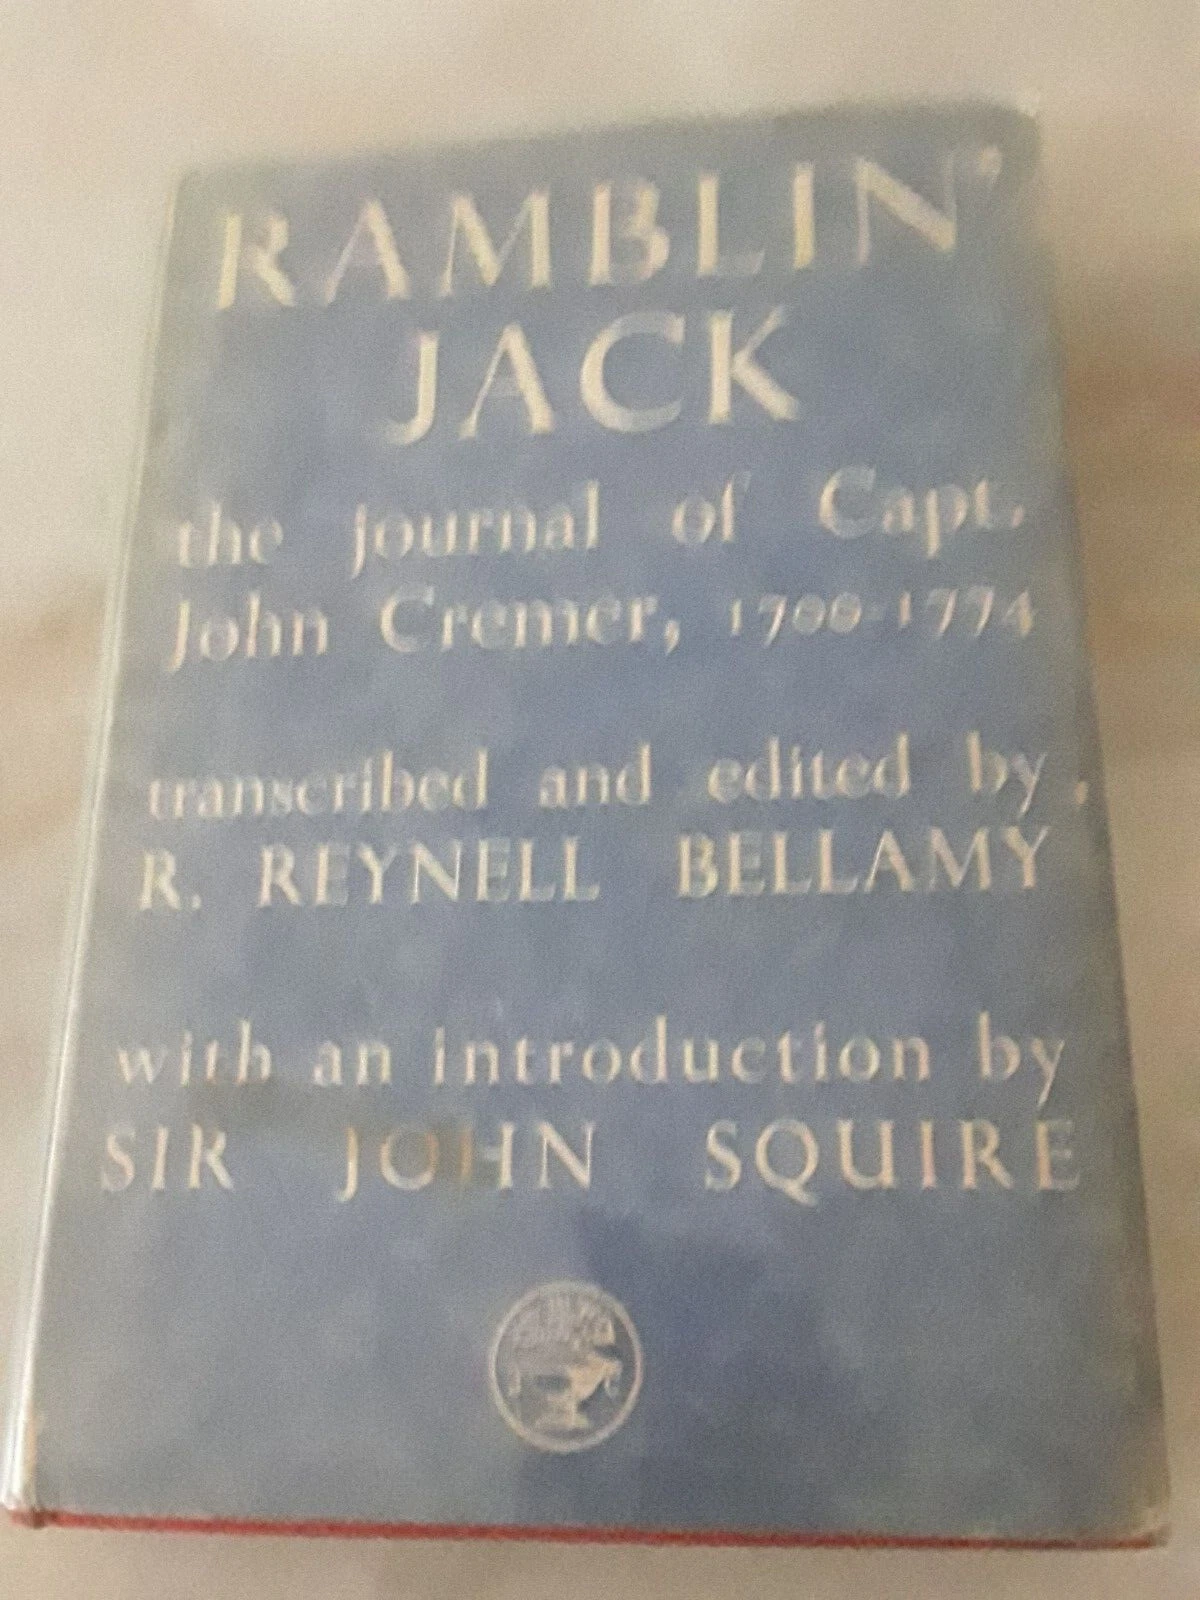 RAMBLIN'
JACK
the journal of Capt.
John Cremer, 1700-1774
transcribed and edited by
R. REYNELL BELLAMY
with an introduction by
SIR JOHN SQUIRE